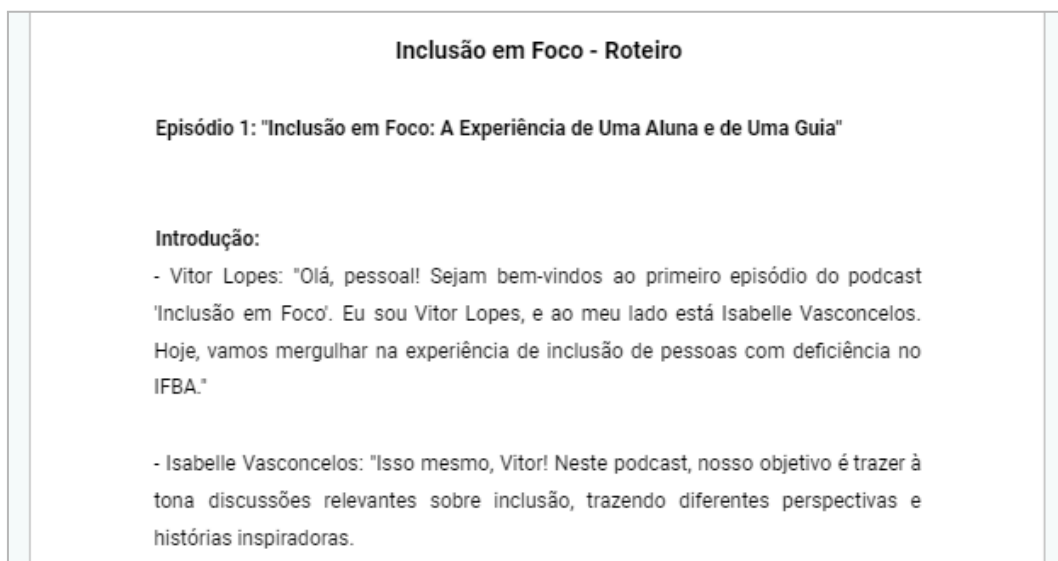 Inclusão em Foco - Roteiro
Episódio 1: "Inclusão em Foco: A Experiência de Uma Aluna e de Uma Guia"
Introdução:
- Vitor Lopes: "Olá, pessoal! Sejam bem-vindos ao primeiro episódio do podcast
'Inclusão em Foco'. Eu sou Vitor Lopes, e ao meu lado está Isabelle Vasconcelos.
Hoje, vamos mergulhar na experiência de inclusão de pessoas com deficiência no
IFBA."
- Isabelle Vasconcelos: "Isso mesmo, Vitor! Neste podcast, nosso objetivo é trazer à
tona discussões relevantes sobre inclusão, trazendo diferentes perspectivas e
histórias inspiradoras.